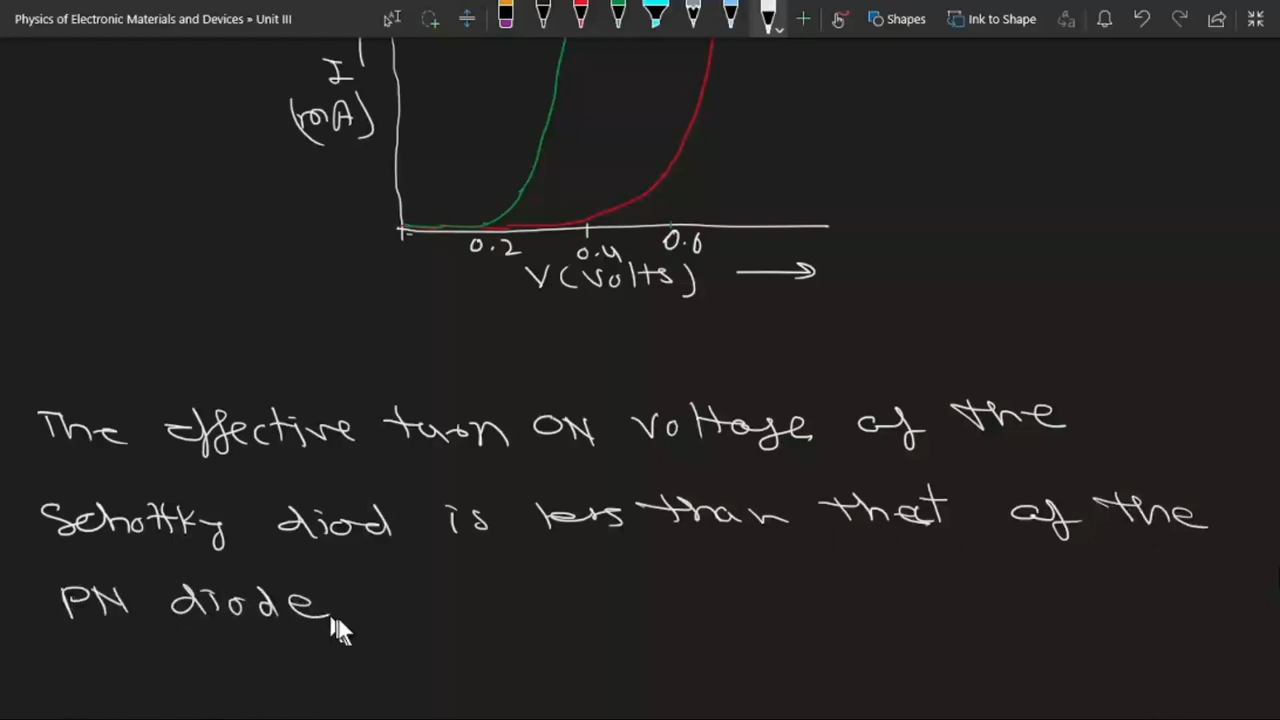 Physics of Electronic Materials and Devices » Unit III
Shapes
Ink to Shape
I
(mA)
0.2
0.4
0.6
V (Volts)
The effective turn ON Voltage of the
Schottky diod is less than that of the
PN diode